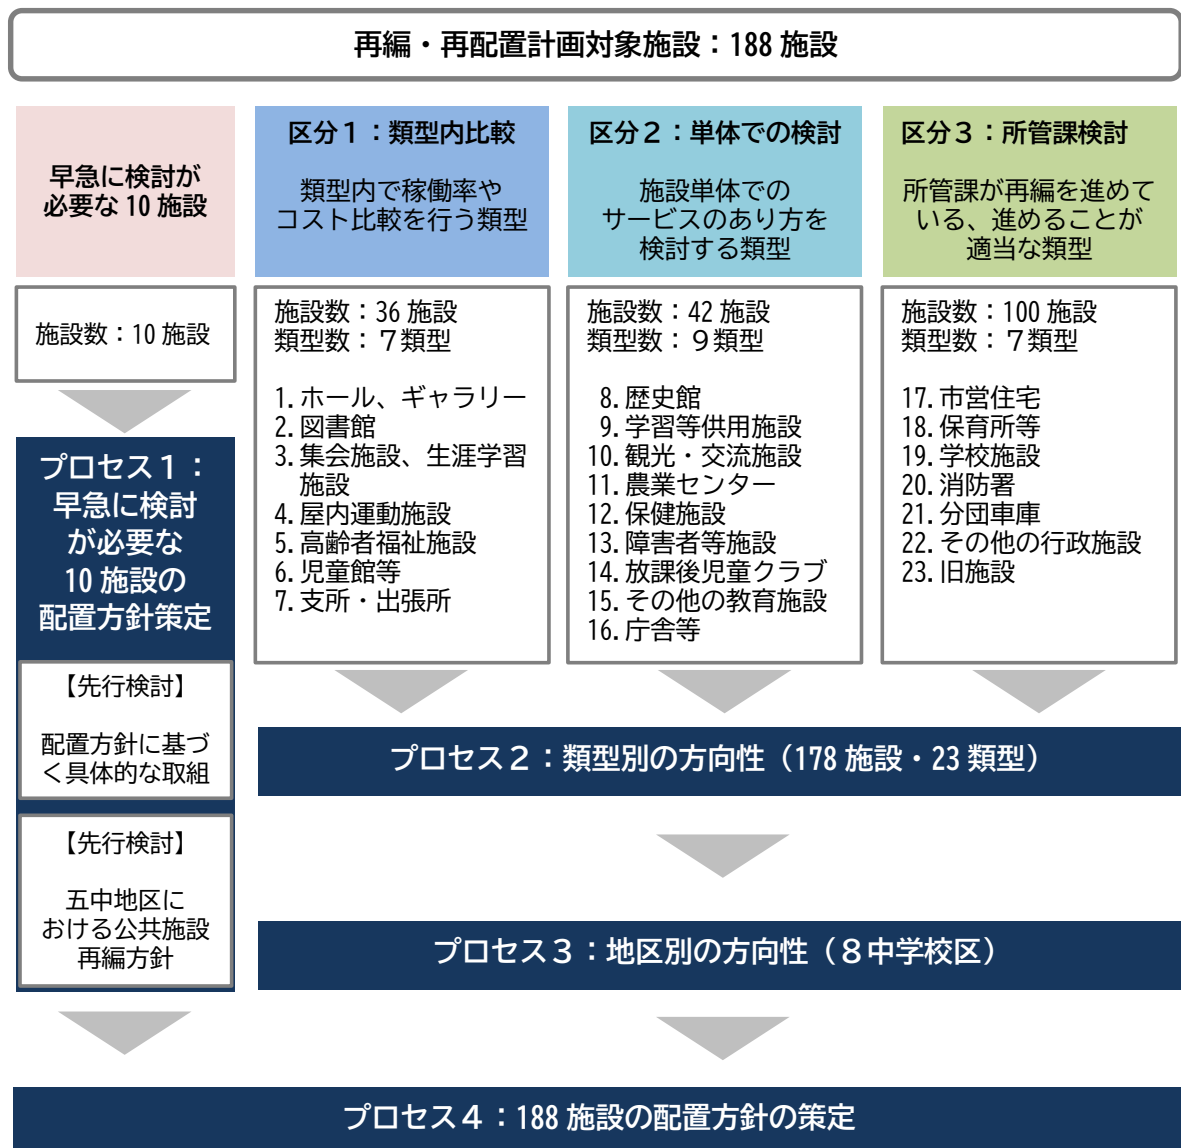 再編・再配置計画対象施設：188 施設
早急に検討が
必要な 10 施設
区分１：類型内比較
類型内で稼働率や
コスト比較を行う類型
区分２：単体での検討
施設単体での
サービスのあり方を
検討する類型
区分３：所管課検討
所管課が再編を進めて
いる、進めることが
適当な類型
施設数：10 施設
施設数：36 施設
類型数：７類型
1. ホール、ギャラリー
2. 図書館
3. 集会施設、生涯学習
施設
4. 屋内運動施設
5. 高齢者福祉施設
6. 児童館等
7. 支所・出張所
施設数：42 施設
類型数：９類型
8. 歴史館
9. 学習等供用施設
10. 観光・交流施設
11. 農業センター
12. 保健施設
13. 障害者等施設
14. 放課後児童クラブ
15. その他の教育施設
16. 庁舎等
施設数：100 施設
類型数：７類型
17. 市営住宅
18. 保育所等
19. 学校施設
20. 消防署
21. 分団車庫
22. その他の行政施設
23. 旧施設
プロセス１：
早急に検討
が必要な
10 施設の
配置方針策定
【先行検討】
配置方針に基づ
く具体的な取組
【先行検討】
五中地区に
おける公共施設
再編方針
プロセス２：類型別の方向性（178 施設・23 類型）
プロセス３：地区別の方向性（８中学校区）
プロセス４：188 施設の配置方針の策定